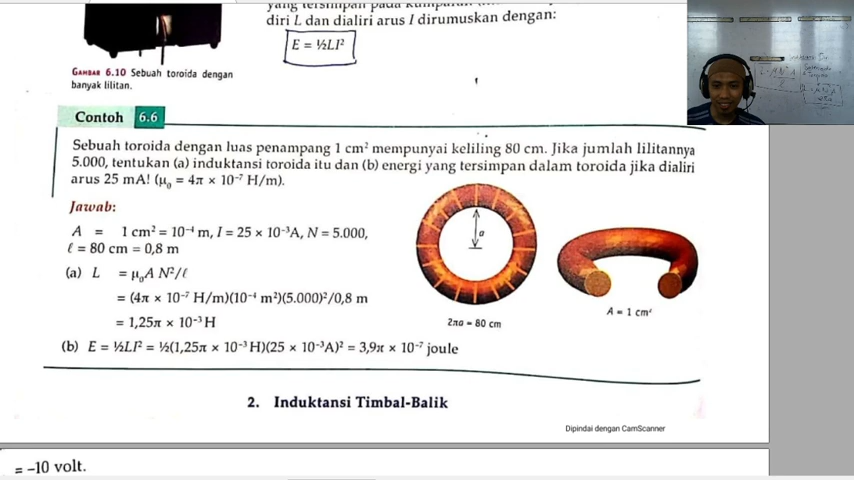 yang tersimpan pada
diri L dan dialiri arus I dirumuskan dengan:
E = ½LI²
GAMBAR 6.10 Sebuah toroida dengan
banyak lilitan.
Contoh 6.6
Sebuah toroida dengan luas penampang 1 cm² mempunyai keliling 80 cm. Jika jumlah lilitannya
5.000, tentukan (a) induktansi toroida itu dan (b) energi yang tersimpan dalam toroida jika dialiri
arus 25 mA! (μ₀ = 4π × 10⁻⁷ H/m).
Jawab:
A = 1 cm² = 10⁻⁴ m, I = 25 × 10⁻³A, N = 5.000,
ℓ = 80 cm = 0,8 m
(a) L = μ₀A N²/ℓ
= (4π × 10⁻⁷ H/m)(10⁻⁴ m²)(5.000)²/0,8 m
= 1,25π × 10⁻³ H
(b) E = ½LI² = ½(1,25π × 10⁻³ H)(25 × 10⁻³A)² = 3,9π × 10⁻⁷ joule
a
2πa = 80 cm
A = 1 cm²
2. Induktansi Timbal-Balik
Dipindai dengan CamScanner
= –10 volt.